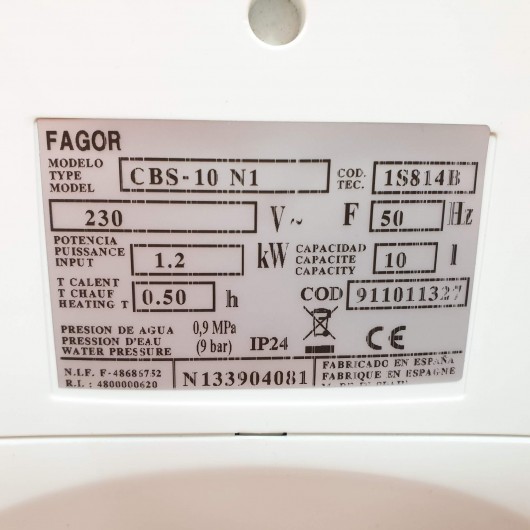 FAGOR
MODELO
TYPE
MODEL
CBS-10 N1
COD.
TEC.
1S814B
230 V~ F 50 Hz
POTENCIA
PUISSANCE
INPUT
1.2 kW
CAPACIDAD
CAPACITE
CAPACITY
10 l
T CALENT
T CHAUF
HEATING T
0.50 h
COD 911011327
PRESION DE AGUA
PRESSION D'EAU
WATER PRESSURE
0,9 MPa
(9 bar)
IP24
CE
N.I.F. F-48686752
R.I. : 4800000620
N133904081
FABRICADO EN ESPAÑA
FABRIQUE EN ESPAGNE